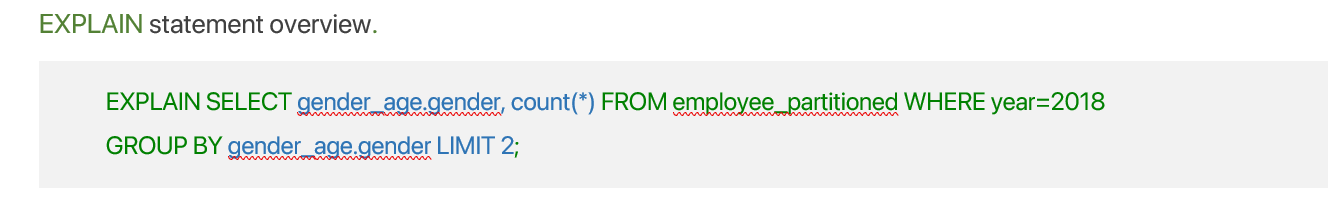 EXPLAIN statement overview.
EXPLAIN SELECT gender_age.gender, count(*) FROM employee_partitioned WHERE year=2018
GROUP BY gender_age.gender LIMIT 2;